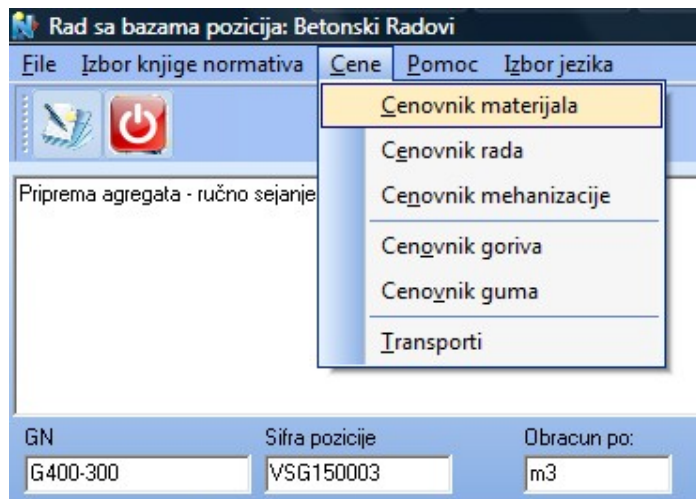 Rad sa bazama pozicija: Betonski Radovi
File Izbor knjige normativa Cene Pomoc Izbor jezika
Cenovnik materijala
Cenovnik rada
Cenovnik mehanizacije
Cenovnik goriva
Cenovnik guma
Transporti
Priprema agregata - ručno sejanje
GN Sifra pozicije Obracun po:
G400-300 VSG150003 m3